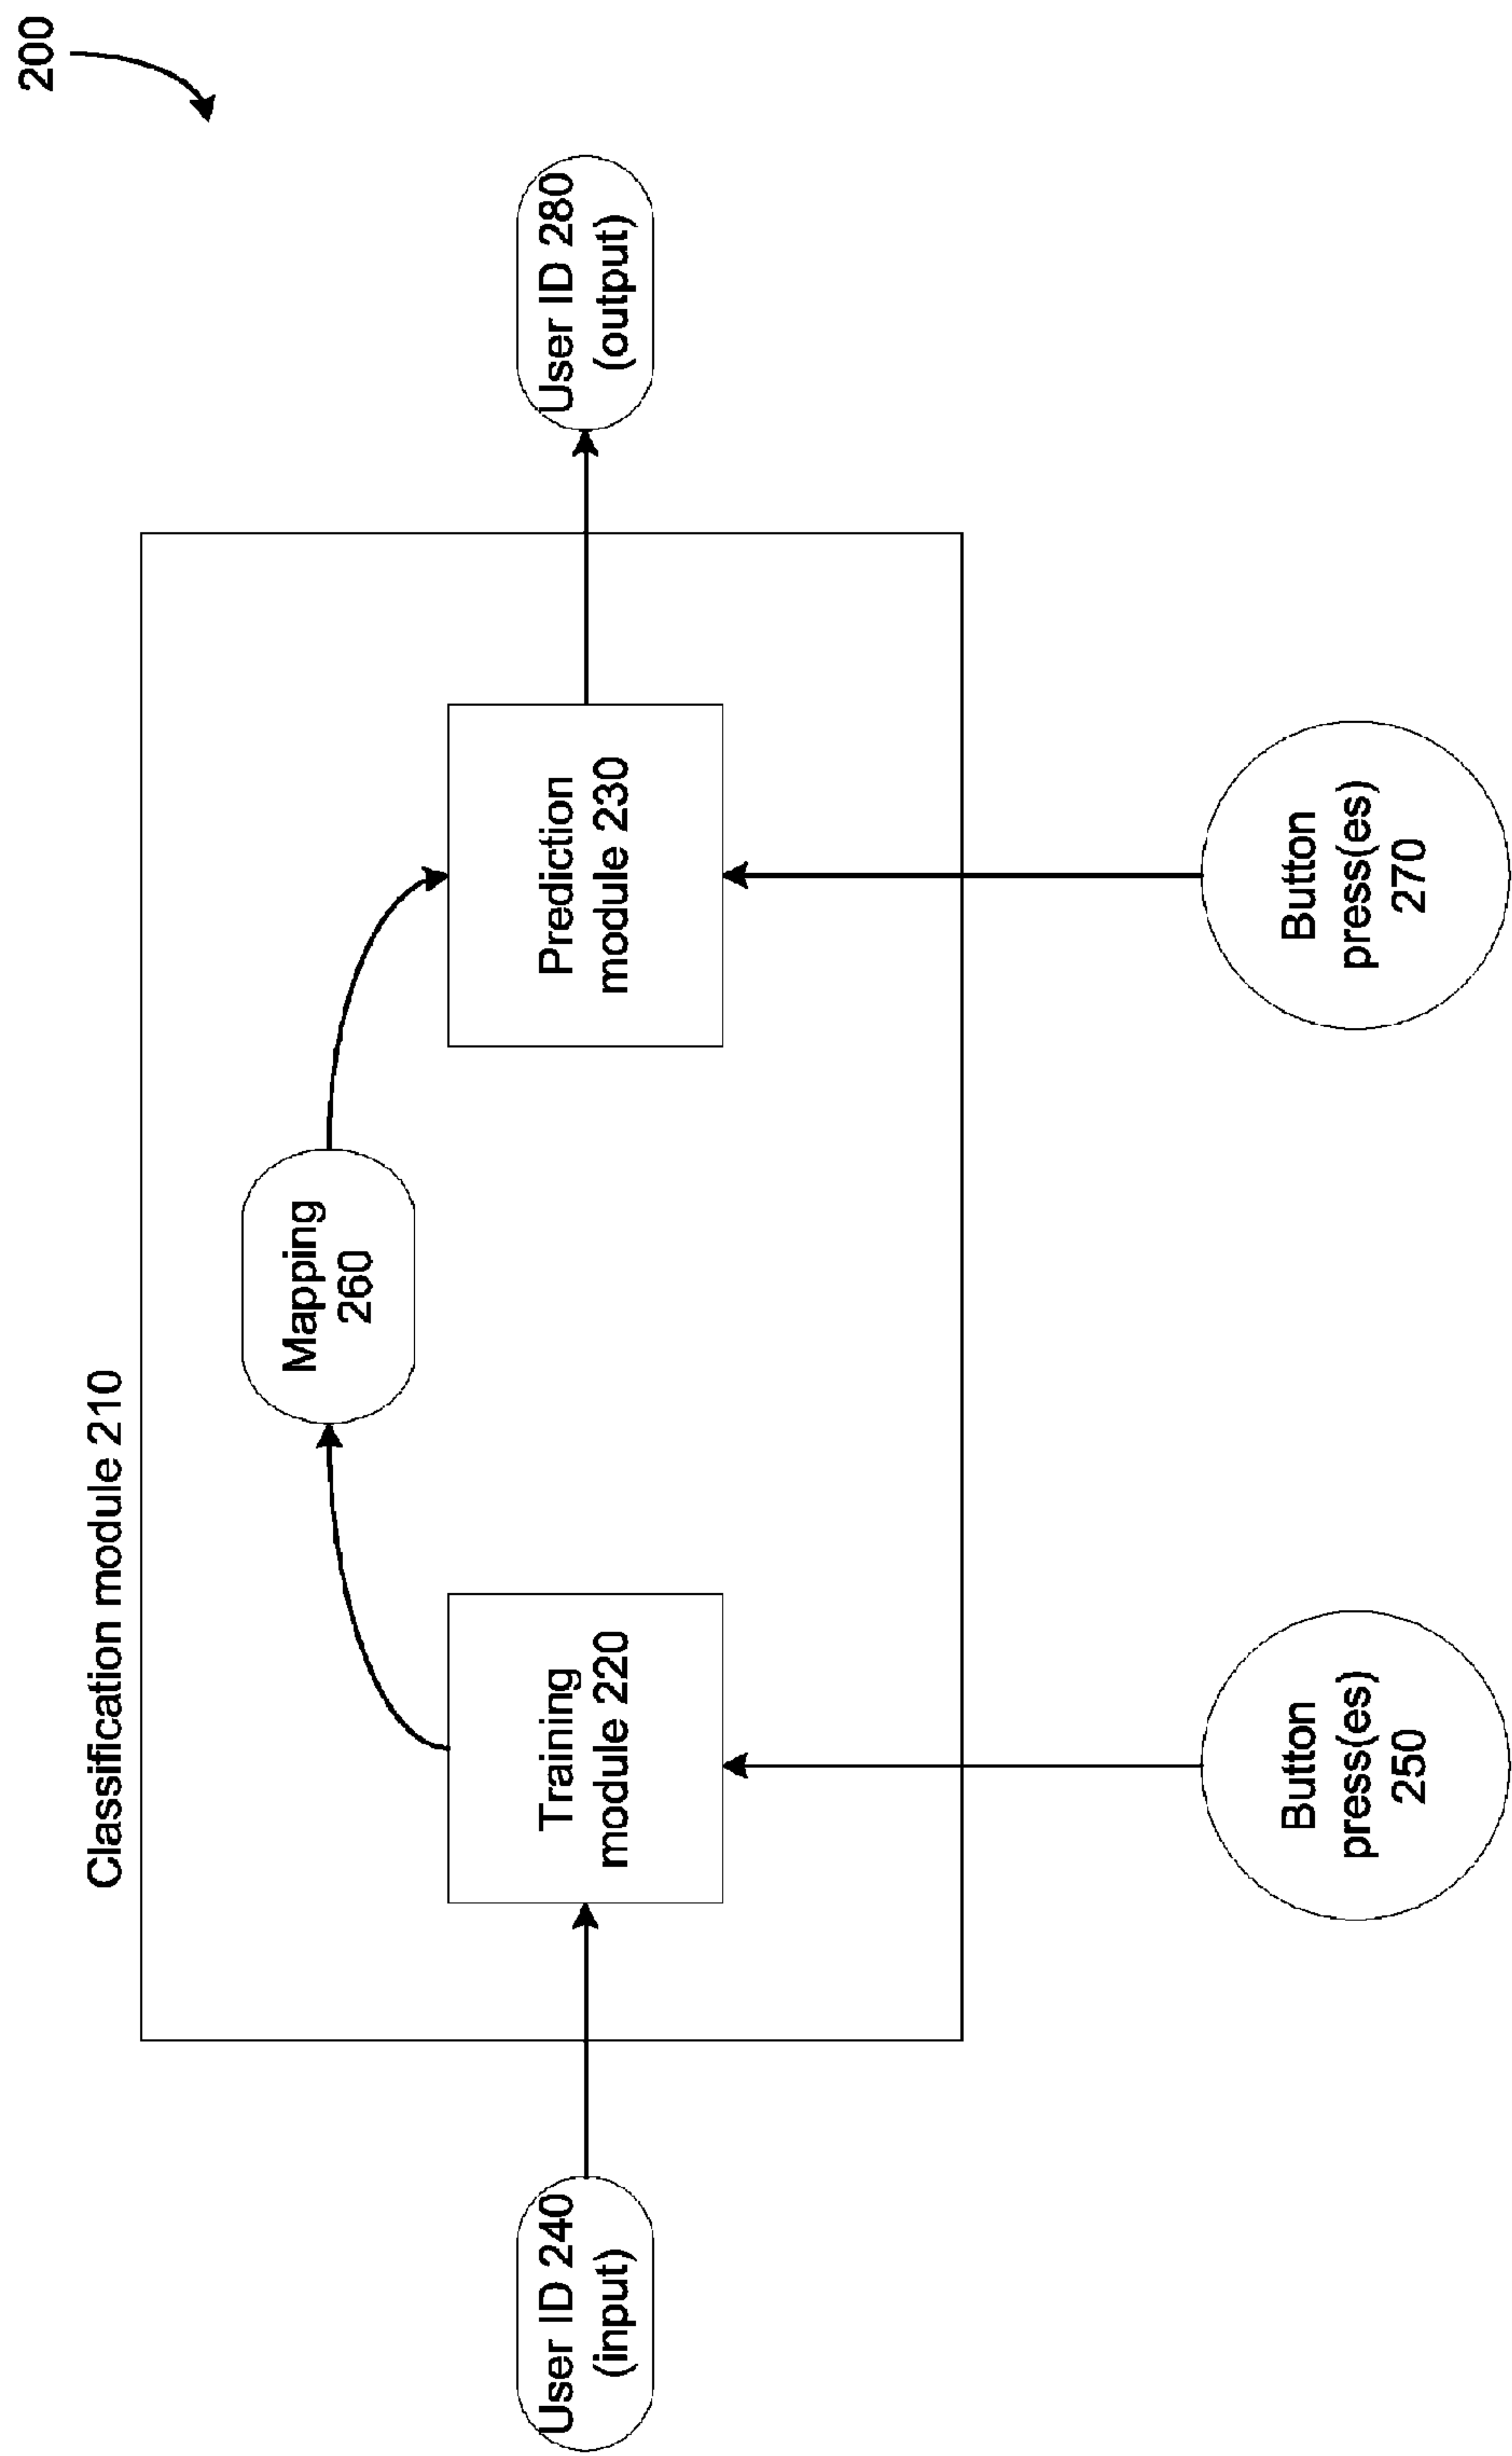 200
Classification module 210
Mapping
260
User ID 240
(input)
Training
module 220
Prediction
module 230
User ID 280
(output)
Button
press(es)
250
Button
press(es)
270